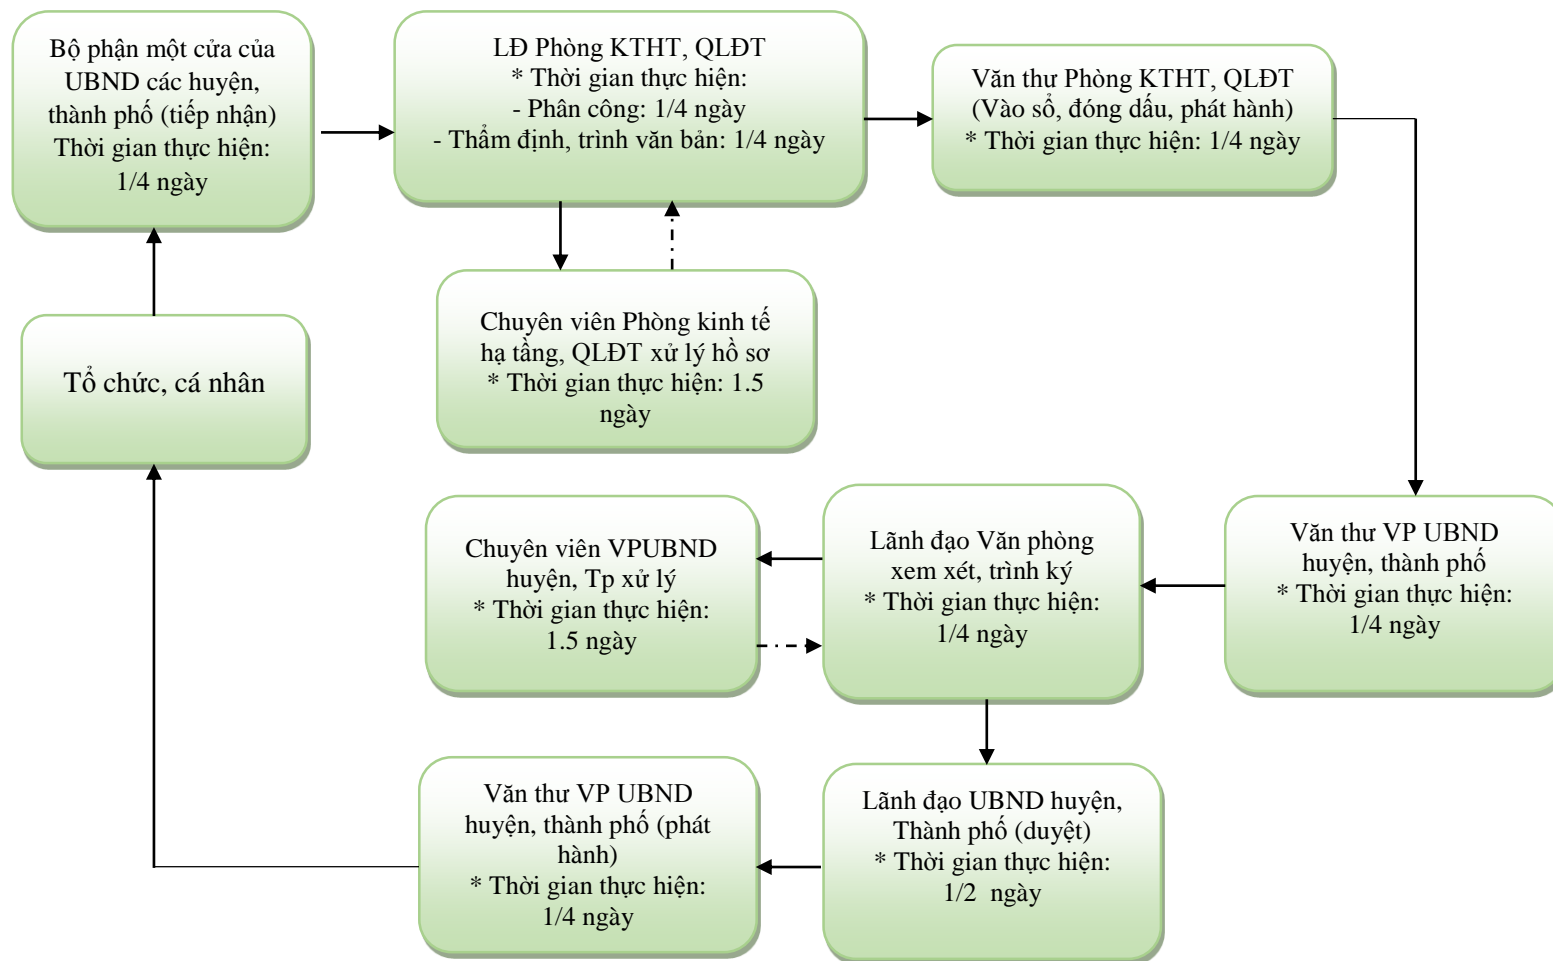 Bộ phận một cửa của
UBND các huyện,
thành phố (tiếp nhận)
Thời gian thực hiện:
1/4 ngày
LĐ Phòng KTHT, QLĐT
* Thời gian thực hiện:
- Phân công: 1/4 ngày
- Thẩm định, trình văn bản: 1/4 ngày
Văn thư Phòng KTHT, QLĐT
(Vào sổ, đóng dấu, phát hành)
* Thời gian thực hiện: 1/4 ngày
Chuyên viên Phòng kinh tế
hạ tầng, QLĐT xử lý hồ sơ
* Thời gian thực hiện: 1.5
ngày
Tổ chức, cá nhân
Chuyên viên VPUBND
huyện, Tp xử lý
* Thời gian thực hiện:
1.5 ngày
Lãnh đạo Văn phòng
xem xét, trình ký
* Thời gian thực hiện:
1/4 ngày
Văn thư VP UBND
huyện, thành phố
* Thời gian thực hiện:
1/4 ngày
Văn thư VP UBND
huyện, thành phố (phát
hành)
* Thời gian thực hiện:
1/4 ngày
Lãnh đạo UBND huyện,
Thành phố (duyệt)
* Thời gian thực hiện:
1/2 ngày